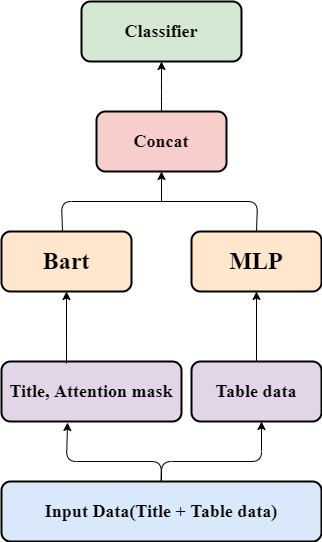 Classifier
Concat
Bart
MLP
Title, Attention mask
Table data
Input Data(Title + Table data)